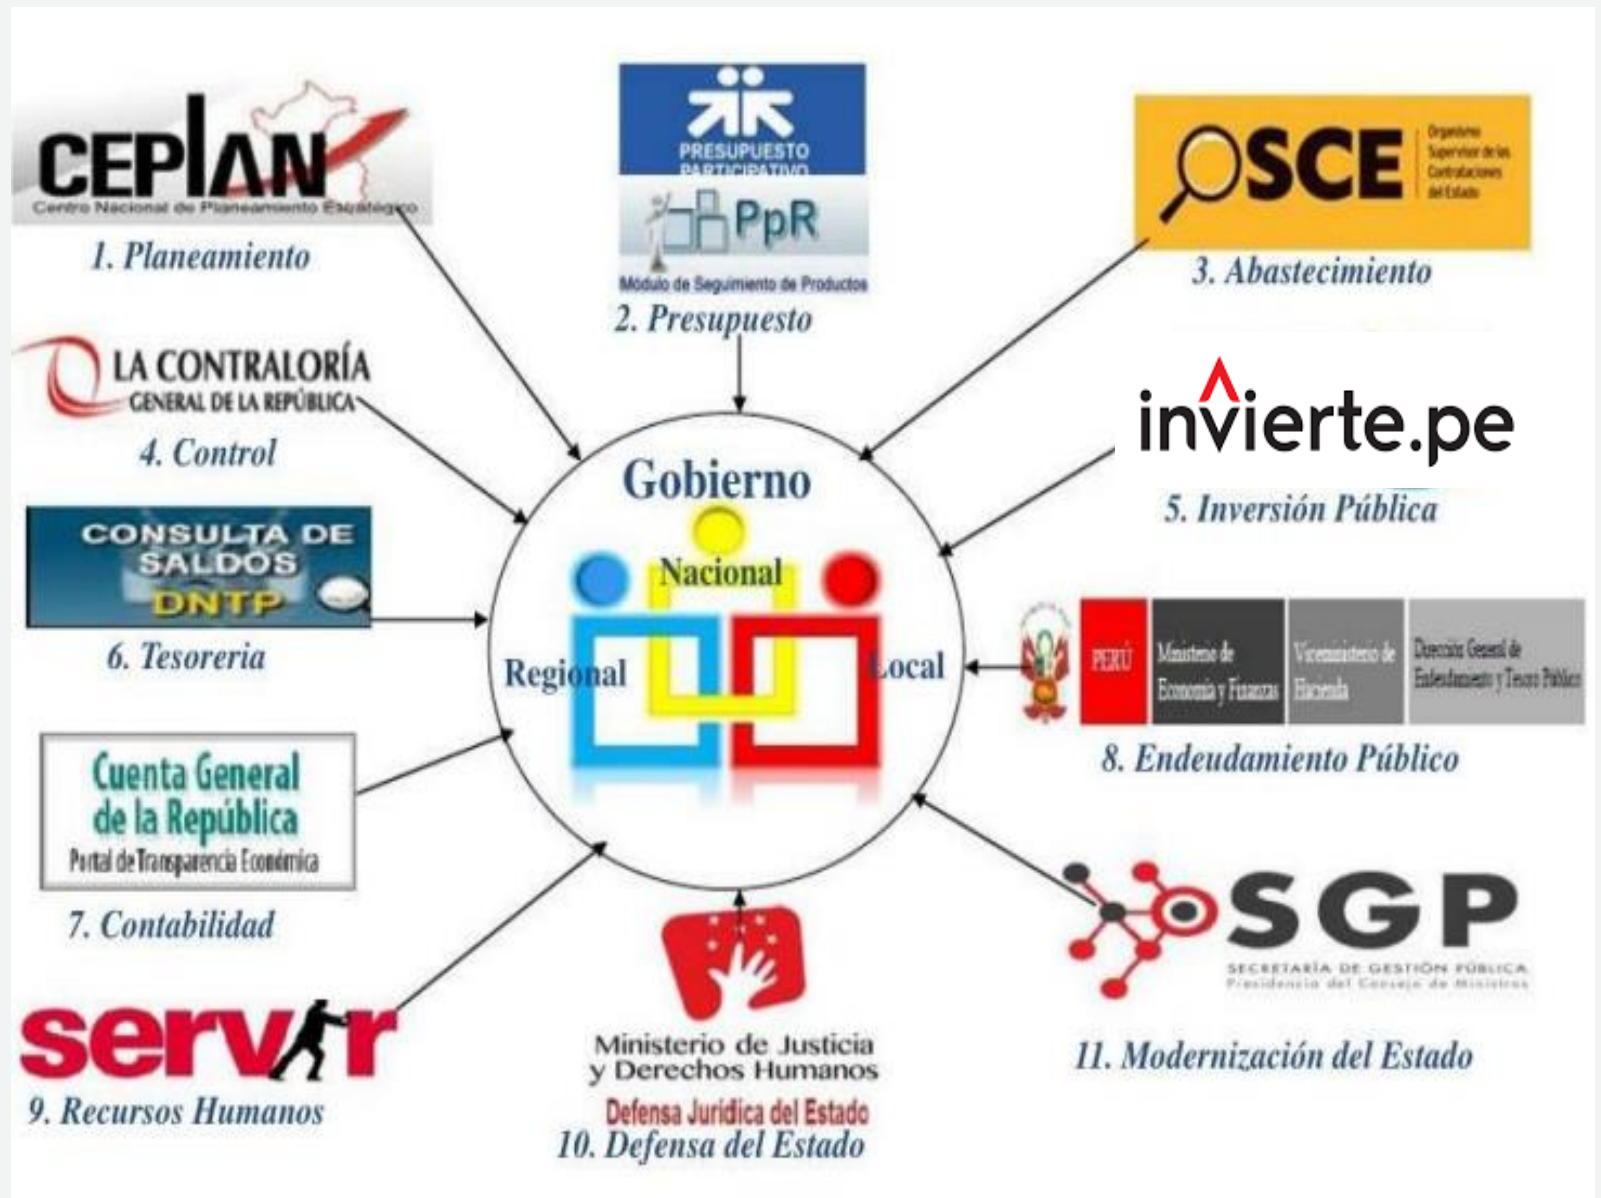 CEPLAN
Centro Nacional de Planeamiento Estratégico
1. Planeamiento
PRESUPUESTO
PARTICIPATIVO
PpR
Módulo de Seguimiento de Productos
2. Presupuesto
OSCE
Organismo
Supervisor de las
Contrataciones
del Estado
3. Abastecimiento
LA CONTRALORÍA
GENERAL DE LA REPÚBLICA
4. Control
invierte.pe
5. Inversión Pública
CONSULTA DE
SALDOS
DNTP
6. Tesoreria
Gobierno
Nacional
Regional
Local
PERÚ
Ministerio de
Economía y Finanzas
Viceministerio de
Hacienda
Dirección General de
Endeudamiento y Tesoro Público
8. Endeudamiento Público
Cuenta General
de la República
Portal de Transparencia Económica
7. Contabilidad
SGP
SECRETARÍA DE GESTIÓN PÚBLICA
Presidencia del Consejo de Ministros
11. Modernización del Estado
servir
9. Recursos Humanos
Ministerio de Justicia
y Derechos Humanos
Defensa Jurídica del Estado
10. Defensa del Estado